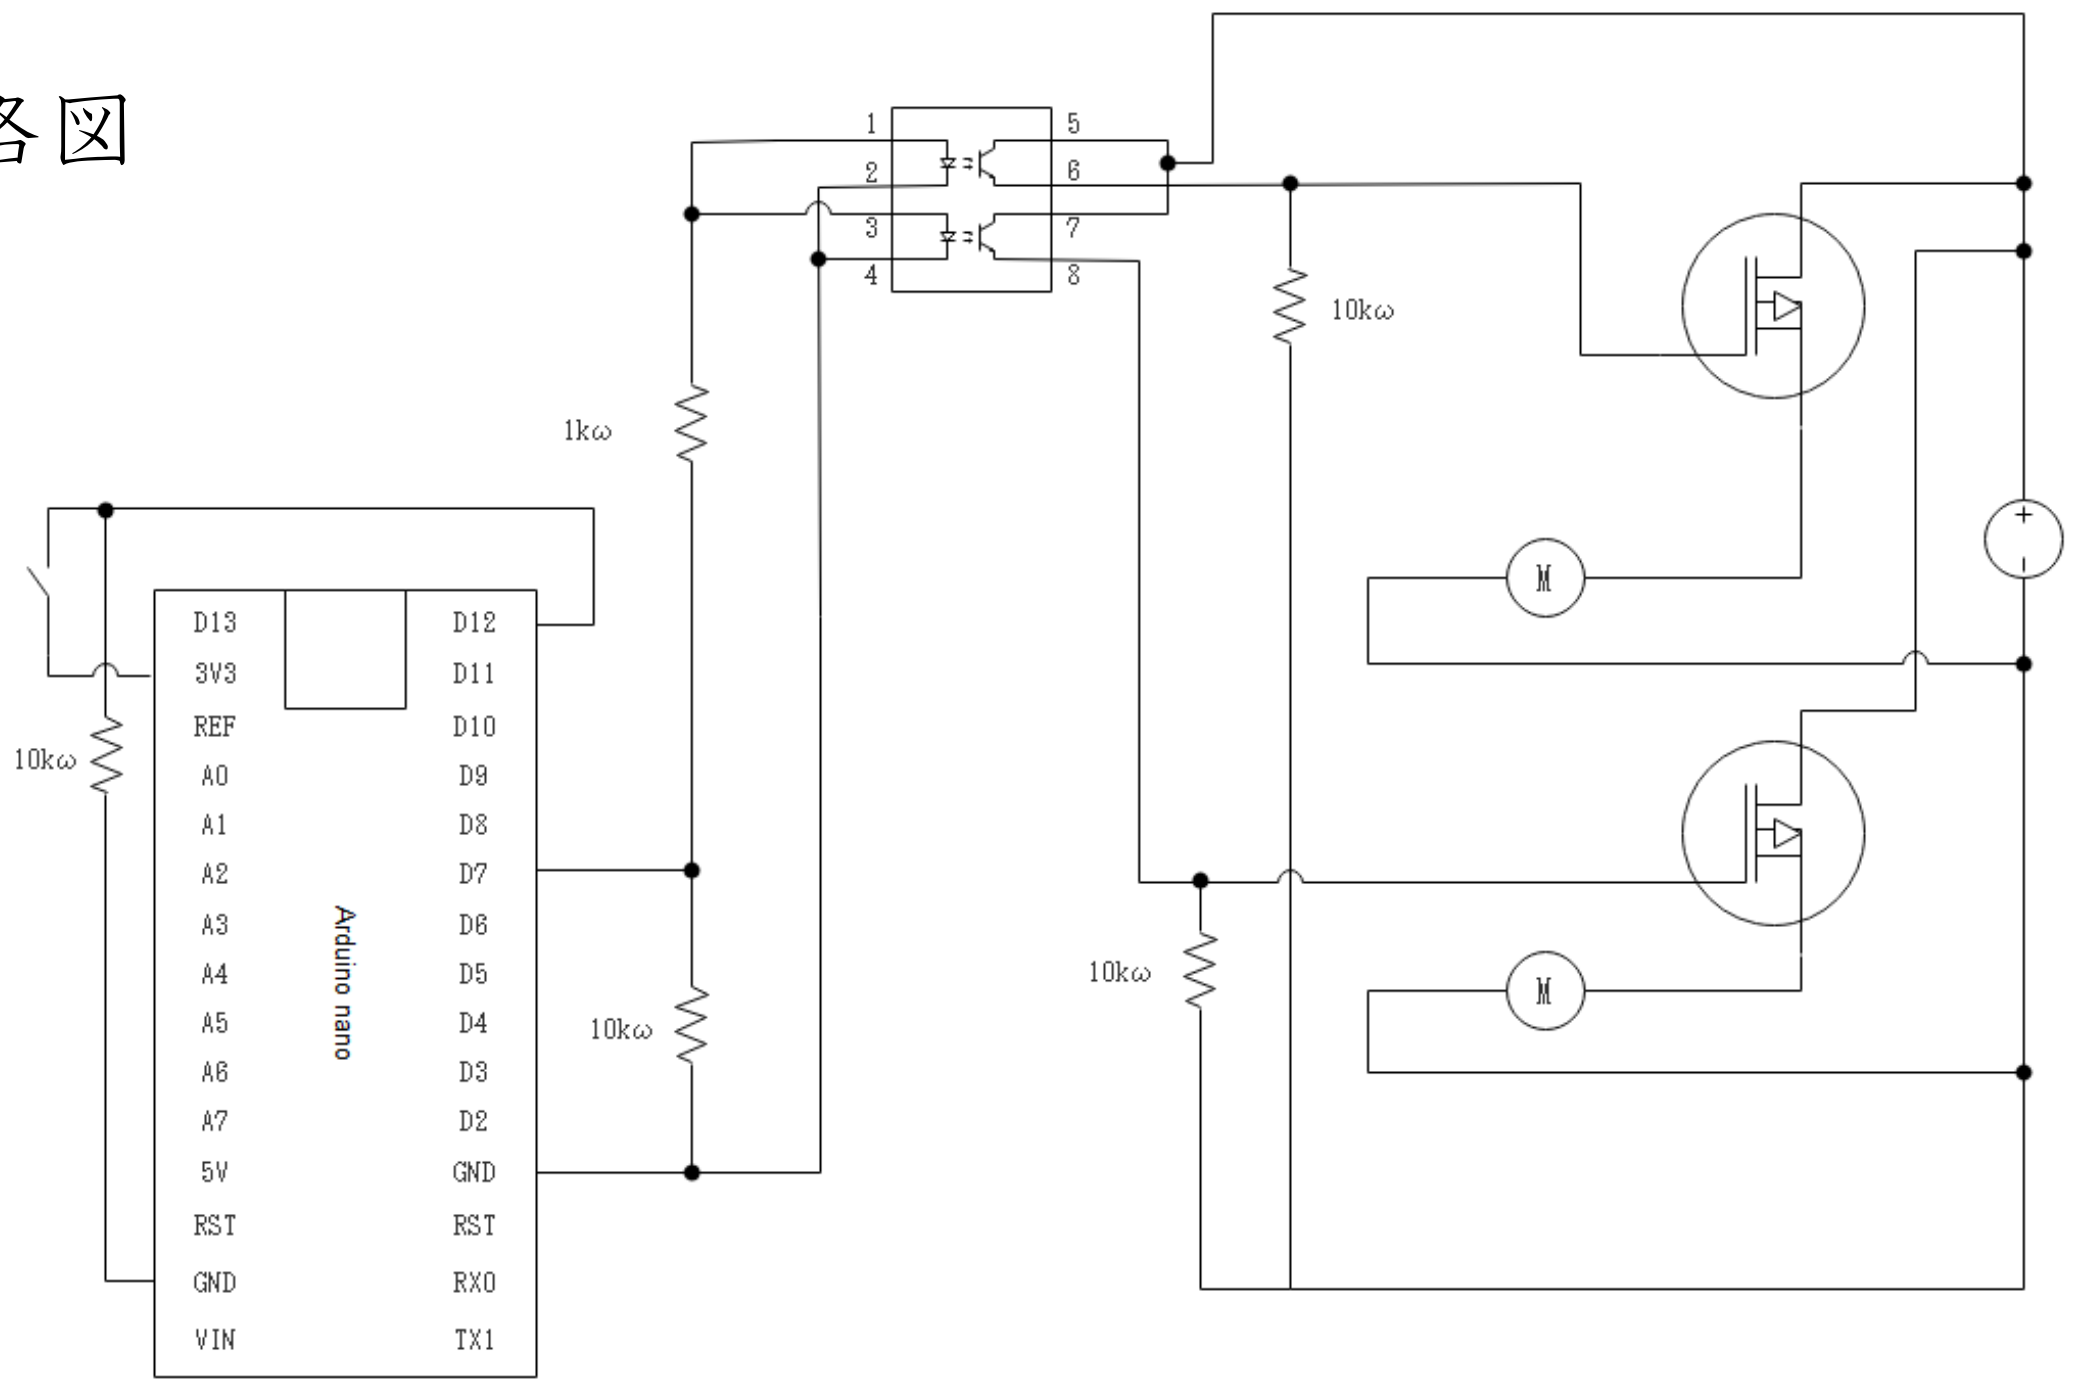 図
1
2
3
4
5
6
7
8
10kω
1kω
D13
3V3
REF
A0
A1
A2
A3
A4
A5
A6
A7
5V
RST
GND
VIN
Arduino nano
D12
D11
D10
D9
D8
D7
D6
D5
D4
D3
D2
GND
RST
RX0
TX1
10kω
10kω
10kω
M
M
+
-